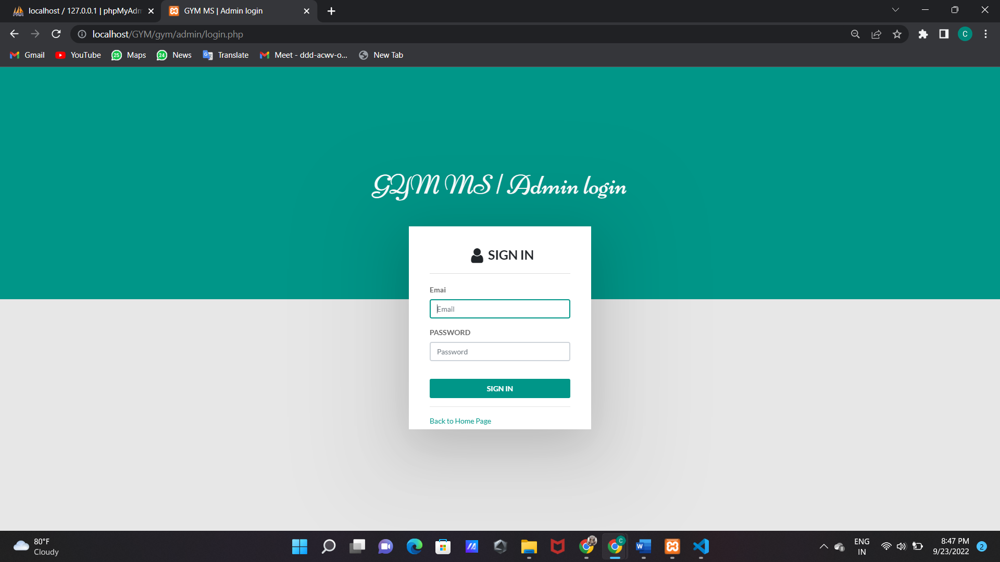 localhost / 127.0.0.1 | phpMyAdm
GYM MS | Admin login
localhost/GYM/gym/admin/login.php
C
Gmail
YouTube
25
Maps
24
News
Translate
Meet - ddd-acwv-o...
New Tab
GYM MS | Admin login
SIGN IN
Emai
Email
PASSWORD
Password
SIGN IN
Back to Home Page
80°F
Cloudy
C
W
ENG
IN
8:47 PM
9/23/2022
2